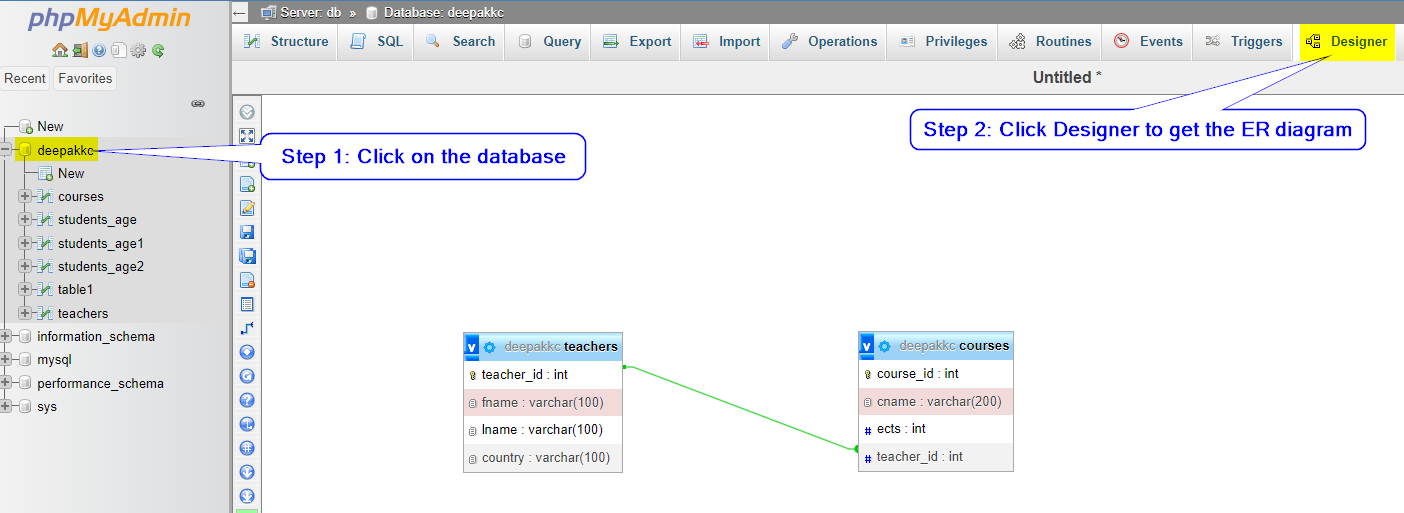 phpMyAdmin
Recent Favorites
New
deepakkc
New
courses
students_age
students_age1
students_age2
table1
teachers
information_schema
mysql
performance_schema
sys
Server: db » Database: deepakkc
Structure SQL Search Query Export Import Operations Privileges Routines Events Triggers Designer
Untitled *
Step 2: Click Designer to get the ER diagram
Step 1: Click on the database
v deepakkc teachers
teacher_id : int
fname : varchar(100)
lname : varchar(100)
country : varchar(100)
v deepakkc courses
course_id : int
cname : varchar(200)
# ects : int
# teacher_id : int